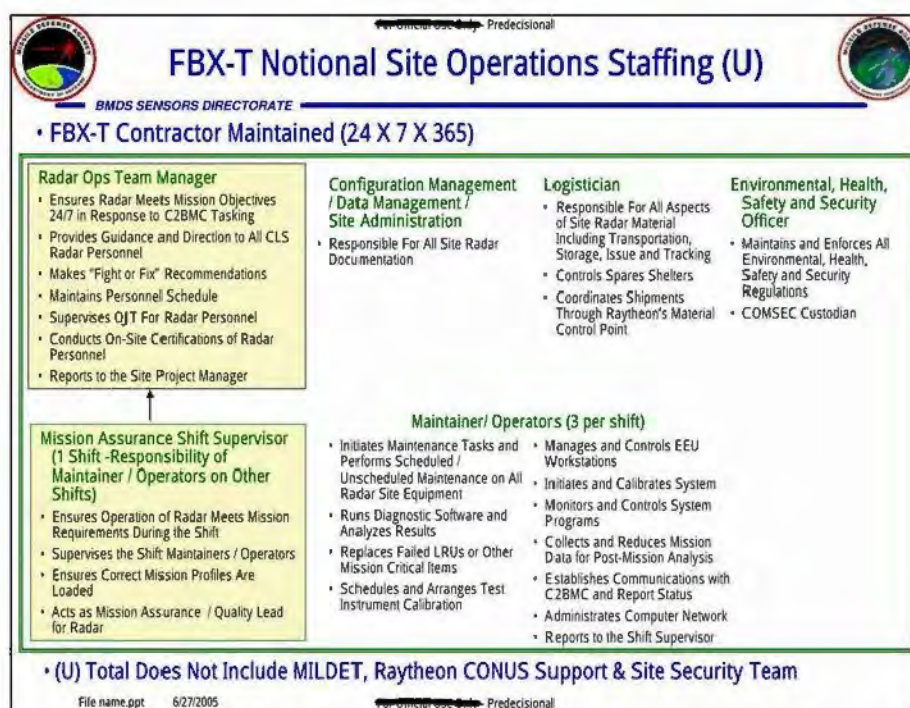 For Official Use Only Predecisional
FBX-T Notional Site Operations Staffing (U)
BMDS SENSORS DIRECTORATE
• FBX-T Contractor Maintained (24 X 7 X 365)
Radar Ops Team Manager
• Ensures Radar Meets Mission Objectives
24/7 in Response to C2BMC Tasking
• Provides Guidance and Direction to All CLS
Radar Personnel
• Makes "Fight or Fix" Recommendations
• Maintains Personnel Schedule
• Supervises OJT For Radar Personnel
• Conducts On-Site Certifications of Radar
Personnel
• Reports to the Site Project Manager
Configuration Management
/ Data Management /
Site Administration
• Responsible For All Site Radar
Documentation
Logistician
• Responsible For All Aspects
of Site Radar Material
Including Transportation,
Storage, Issue and Tracking
• Controls Spares Shelters
• Coordinates Shipments
Through Raytheon's Material
Control Point
Environmental, Health,
Safety and Security
Officer
• Maintains and Enforces All
Environmental, Health,
Safety and Security
Regulations
• COMSEC Custodian
Mission Assurance Shift Supervisor
(1 Shift -Responsibility of
Maintainer / Operators on Other
Shifts)
• Ensures Operation of Radar Meets Mission
Requirements During the Shift
• Supervises the Shift Maintainers / Operators
• Ensures Correct Mission Profiles Are
Loaded
• Acts as Mission Assurance / Quality Lead
for Radar
Maintainer/ Operators (3 per shift)
• Initiates Maintenance Tasks and
Performs Scheduled /
Unscheduled Maintenance on All
Radar Site Equipment
• Runs Diagnostic Software and
Analyzes Results
• Replaces Failed LRUs or Other
Mission Critical Items
• Schedules and Arranges Test
Instrument Calibration
• Manages and Controls EEU
Workstations
• Initiates and Calibrates System
• Monitors and Controls System
Programs
• Collects and Reduces Mission
Data for Post-Mission Analysis
• Establishes Communications with
C2BMC and Report Status
• Administrates Computer Network
• Reports to the Shift Supervisor
• (U) Total Does Not Include MILDET, Raytheon CONUS Support & Site Security Team
File name.ppt 6/27/2005
For Official Use Only Predecisional